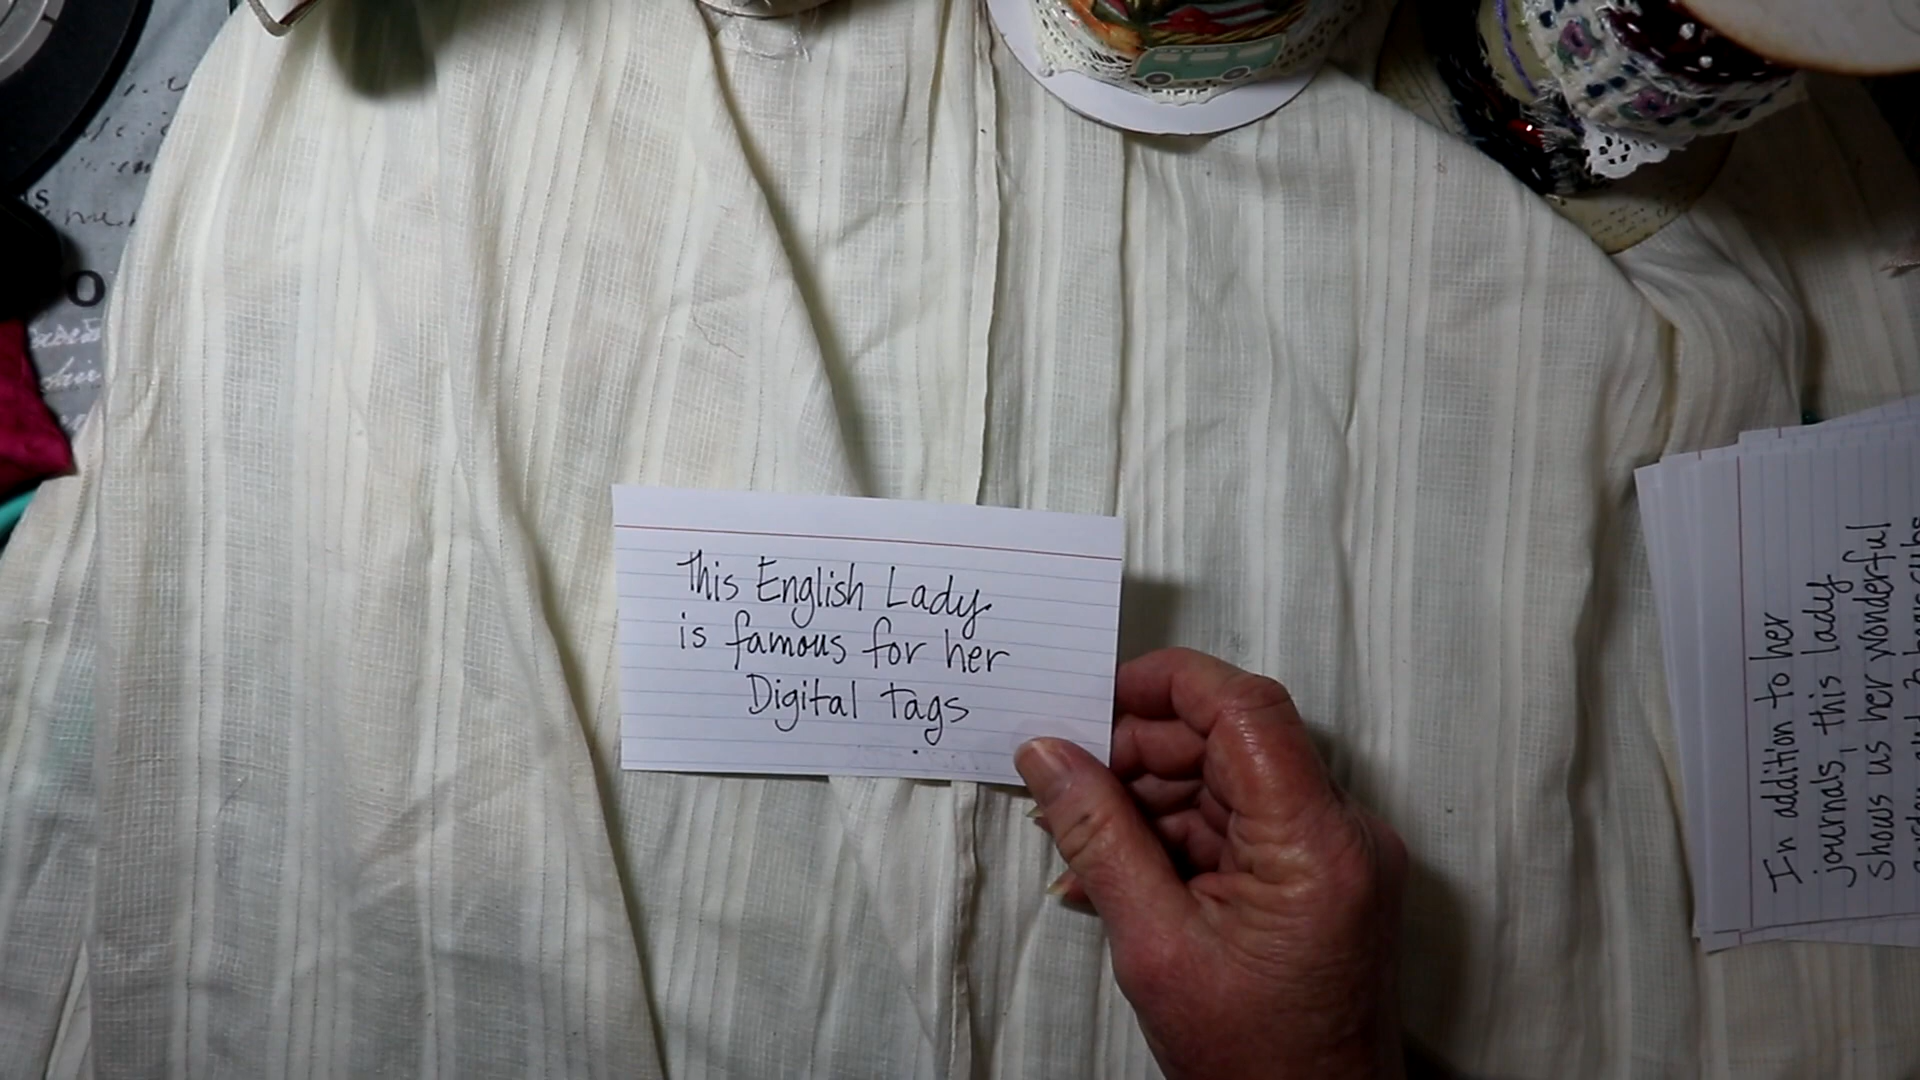 This English Lady
is famous for her
Digital Tags
In addition to her
journals, this lady
shows us her wonderful